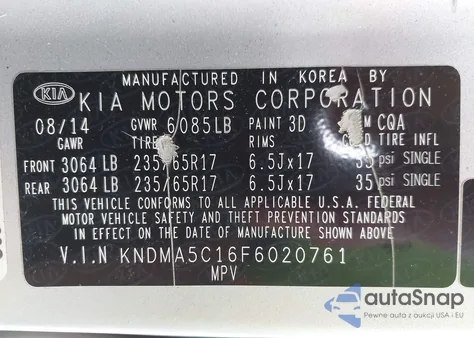 MANUFACTURED IN KOREA BY
KIA KIA MOTORS CORPORATION
08/14 GVWR 6085LB PAINT 3D CQA
GAWR TIRE RIMS TIRE INFL
FRONT 3064 LB 235/65R17 6.5Jx17 35 psi SINGLE
REAR 3064 LB 235/65R17 6.5Jx17 35 psi SINGLE
THIS VEHICLE CONFORMS TO ALL APPLICABLE U.S.A. FEDERAL
MOTOR VEHICLE SAFETY AND THEFT PREVENTION STANDARDS
IN EFFECT ON THE DATE OF MANUFACTURE SHOWN ABOVE
V.I.N KNDMA5C16F6020761
MPV
autoSnap
Pewne auta z aukcji USA i EU